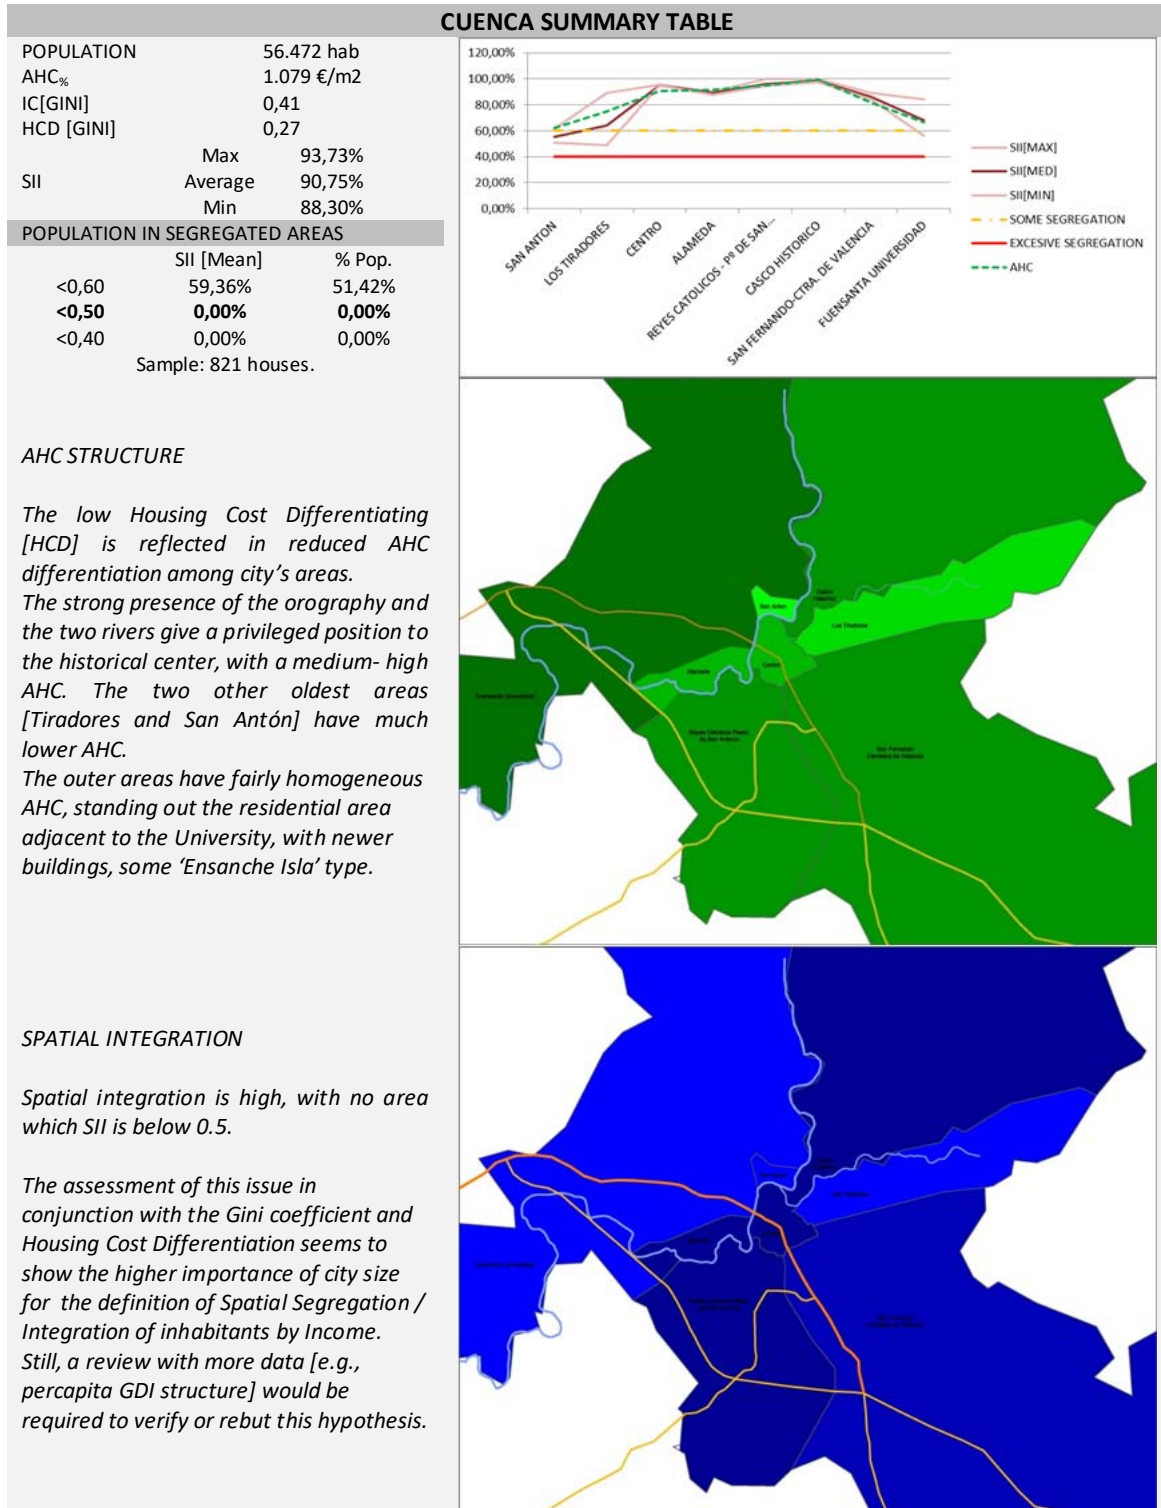 CUENCA SUMMARY TABLE
POPULATION 56.472 hab
AHC% 1.079 €/m2
IC[GINI] 0,41
HCD [GINI] 0,27
Max 93,73%
SII Average 90,75%
Min 88,30%
POPULATION IN SEGREGATED AREAS
SII [Mean] % Pop.
<0,60 59,36% 51,42%
<0,50 0,00% 0,00%
<0,40 0,00% 0,00%
Sample: 821 houses.
120,00%
100,00%
80,00%
60,00%
40,00%
20,00%
0,00%
SAN ANTON
LOS TIRADORES
CENTRO
ALAMEDA
REYES CATOLICOS - Pº DE SAN...
CASCO HISTORICO
SAN FERNANDO-CTRA. DE VALENCIA
FUENSANTA UNIVERSIDAD
SII[MAX]
SII[MED]
SII[MIN]
SOME SEGREGATION
EXCESIVE SEGREGATION
AHC
AHC STRUCTURE
The low Housing Cost Differentiating
[HCD] is reflected in reduced AHC
differentiation among city's areas.
The strong presence of the orography and
the two rivers give a privileged position to
the historical center, with a medium- high
AHC. The two other oldest areas
[Tiradores and San Antón] have much
lower AHC.
The outer areas have fairly homogeneous
AHC, standing out the residential area
adjacent to the University, with newer
buildings, some ‘Ensanche Isla’ type.
San Anton
Los Tiradores
SPATIAL INTEGRATION
Spatial integration is high, with no area
which SII is below 0.5.
The assessment of this issue in
conjunction with the Gini coefficient and
Housing Cost Differentiation seems to
show the higher importance of city size
for the definition of Spatial Segregation /
Integration of inhabitants by Income.
Still, a review with more data [e.g.,
percapita GDI structure] would be
required to verify or rebut this hypothesis.